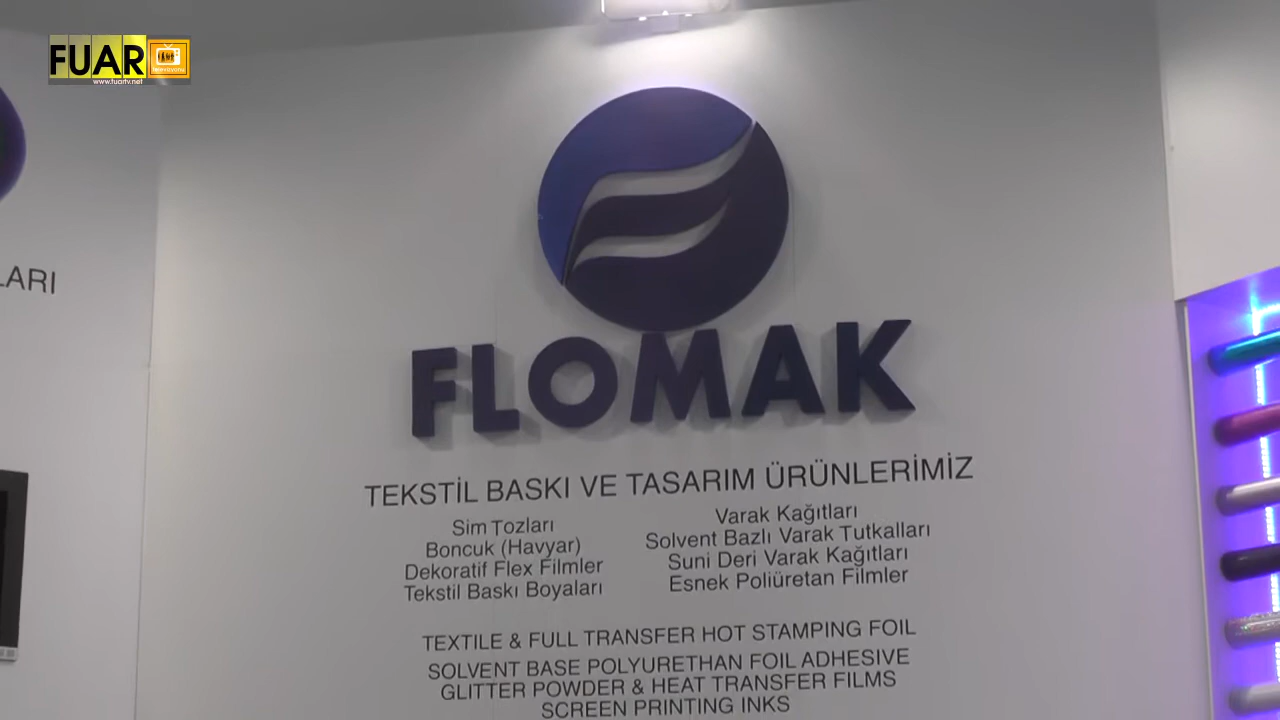 FUAR
www.fuartv.net
LARI
FLOMAK
TEKSTİL BASKI VE TASARIM ÜRÜNLERİMİZ
Sim Tozları
Boncuk (Havyar)
Dekoratif Flex Filmler
Tekstil Baskı Boyaları
Varak Kağıtları
Solvent Bazlı Varak Tutkalları
Suni Deri Varak Kağıtları
Esnek Poliüretan Filmler
TEXTILE & FULL TRANSFER HOT STAMPING FOIL
SOLVENT BASE POLYURETHAN FOIL ADHESIVE
GLITTER POWDER & HEAT TRANSFER FILMS
SCREEN PRINTING INKS